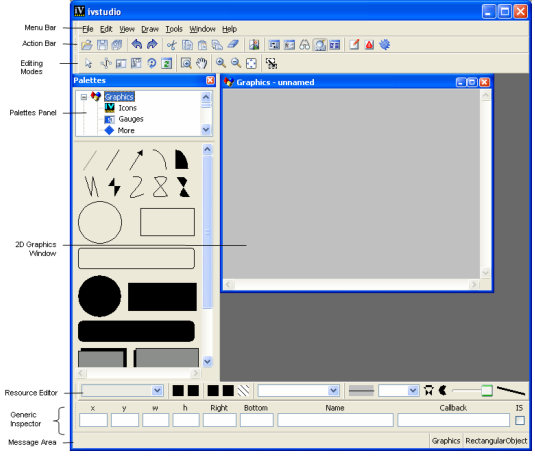 IV ivstudio
Menu Bar
File Edit View Draw Tools Window Help
Action Bar
Editing
Modes
Palettes
Graphics - unnamed
Graphics
IV Icons
Gauges
More
Palettes Panel
2D Graphics
Window
Resource Editor
Generic
Inspector
x y w h Right Bottom Name Callback IS
Message Area
Graphics RectangularObject